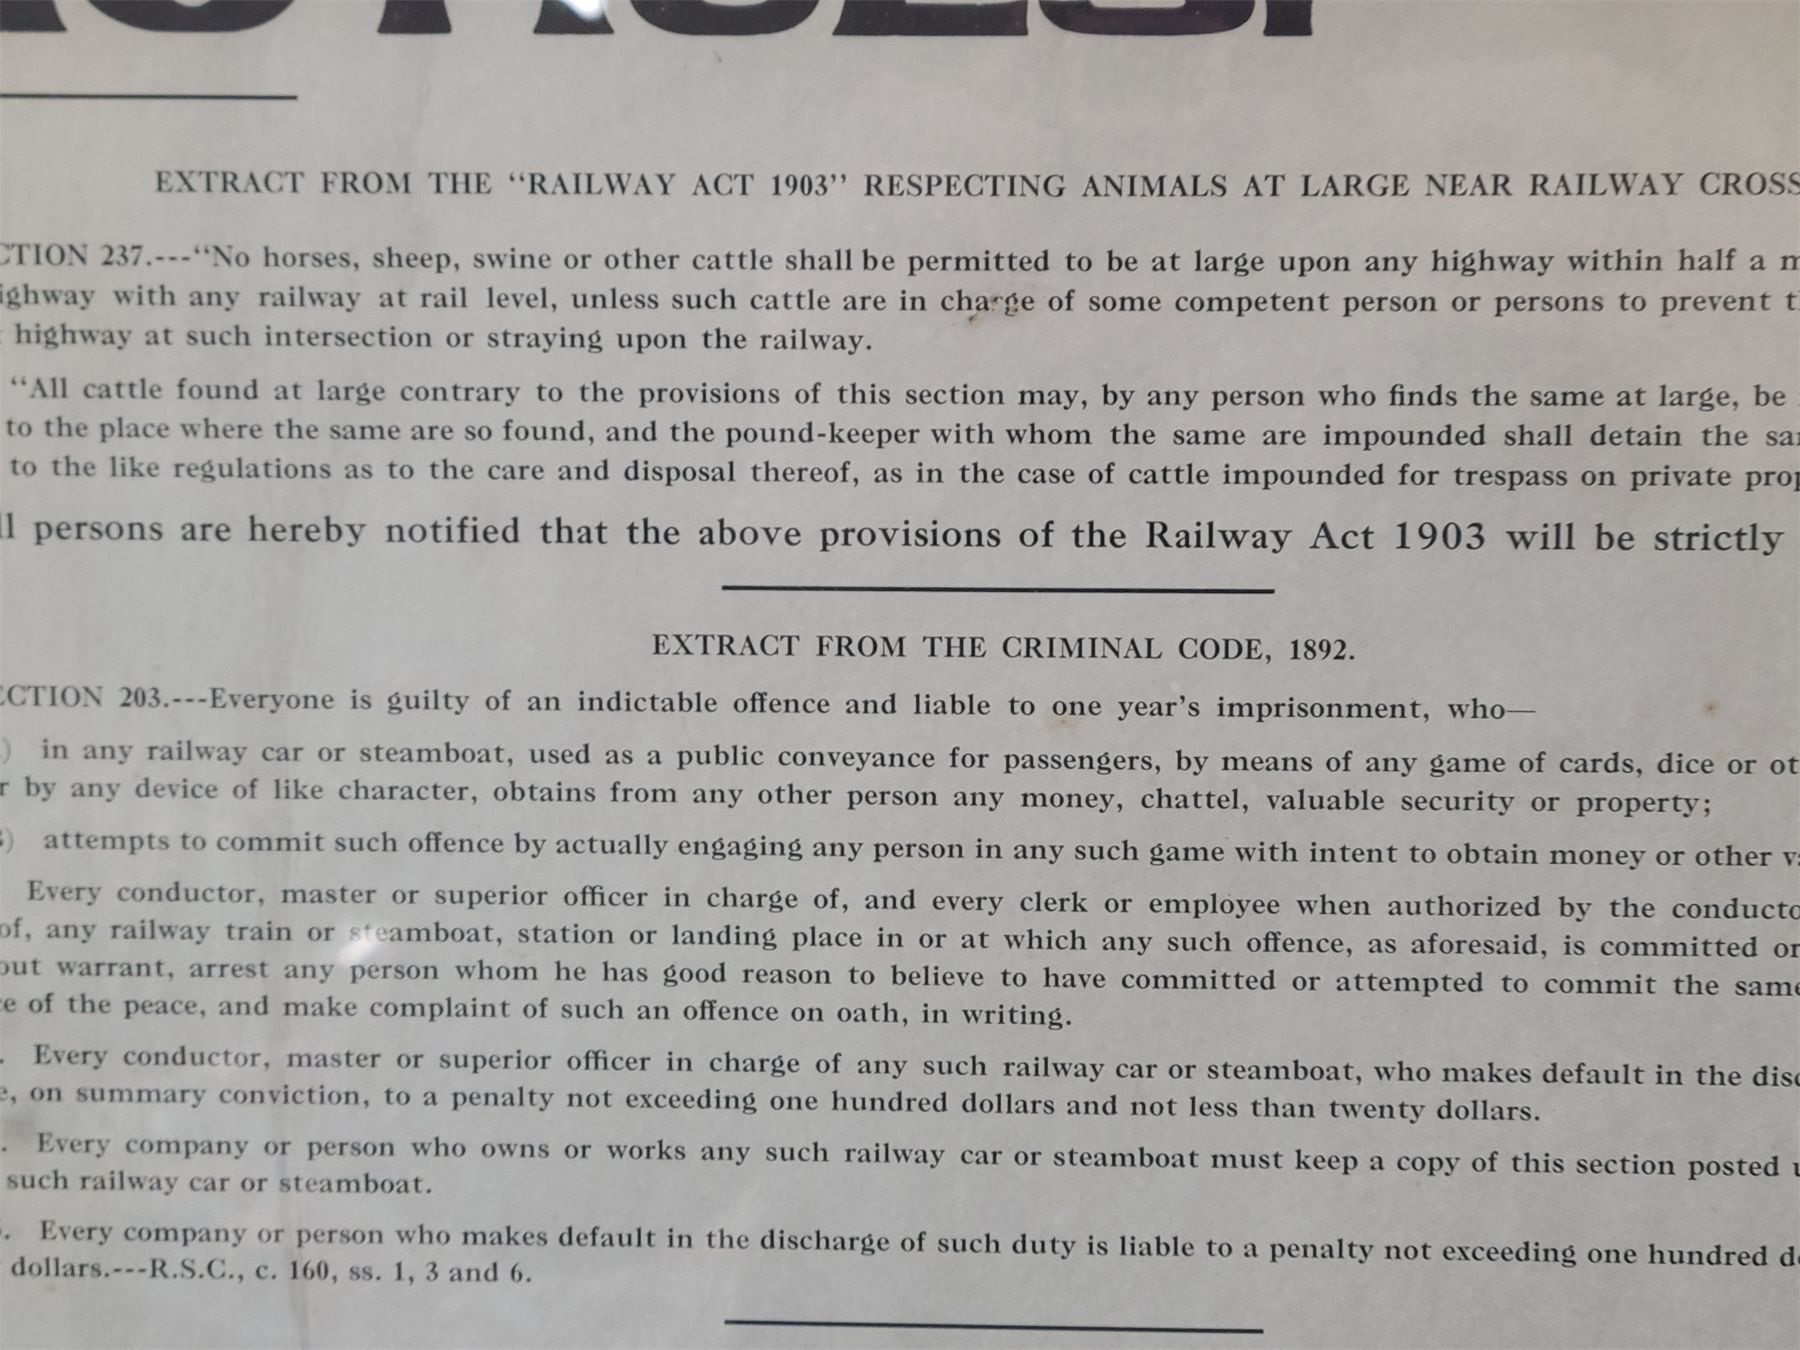 EXTRACT FROM THE “RAILWAY ACT 1903” RESPECTING ANIMALS AT LARGE NEAR RAILWAY CROSS
CTION 237.---“No horses, sheep, swine or other cattle shall be permitted to be at large upon any highway within half a m
ighway with any railway at rail level, unless such cattle are in charge of some competent person or persons to prevent t
highway at such intersection or straying upon the railway.
“All cattle found at large contrary to the provisions of this section may, by any person who finds the same at large, be
to the place where the same are so found, and the pound-keeper with whom the same are impounded shall detain the sa
to the like regulations as to the care and disposal thereof, as in the case of cattle impounded for trespass on private prop
ll persons are hereby notified that the above provisions of the Railway Act 1903 will be strictly
EXTRACT FROM THE CRIMINAL CODE, 1892.
ECTION 203.---Everyone is guilty of an indictable offence and liable to one year’s imprisonment, who—
) in any railway car or steamboat, used as a public conveyance for passengers, by means of any game of cards, dice or ot
r by any device of like character, obtains from any other person any money, chattel, valuable security or property;
) attempts to commit such offence by actually engaging any person in any such game with intent to obtain money or other va
Every conductor, master or superior officer in charge of, and every clerk or employee when authorized by the conducto
of, any railway train or steamboat, station or landing place in or at which any such offence, as aforesaid, is committed or
out warrant, arrest any person whom he has good reason to believe to have committed or attempted to commit the same
ce of the peace, and make complaint of such an offence on oath, in writing.
. Every conductor, master or superior officer in charge of any such railway car or steamboat, who makes default in the disc
e, on summary conviction, to a penalty not exceeding one hundred dollars and not less than twenty dollars.
. Every company or person who owns or works any such railway car or steamboat must keep a copy of this section posted u
such railway car or steamboat.
. Every company or person who makes default in the discharge of such duty is liable to a penalty not exceeding one hundred do
dollars.---R.S.C., c. 160, ss. 1, 3 and 6.